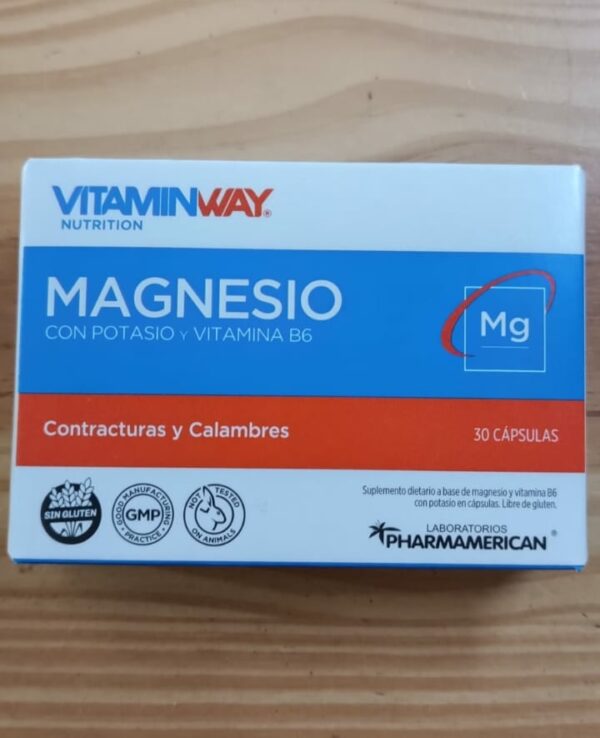 VITAMINWAY®
NUTRITION
MAGNESIO
CON POTASIO Y VITAMINA B6
Mg
Contracturas y Calambres
30 CÁPSULAS
SIN GLUTEN
GOOD MANUFACTURING
GMP
PRACTICE
NOT TESTED
ON ANIMALS
Suplemento dietario a base de magnesio y vitamina B6
con potasio en cápsulas. Libre de gluten.
LABORATORIOS
PHARMAMERICAN®